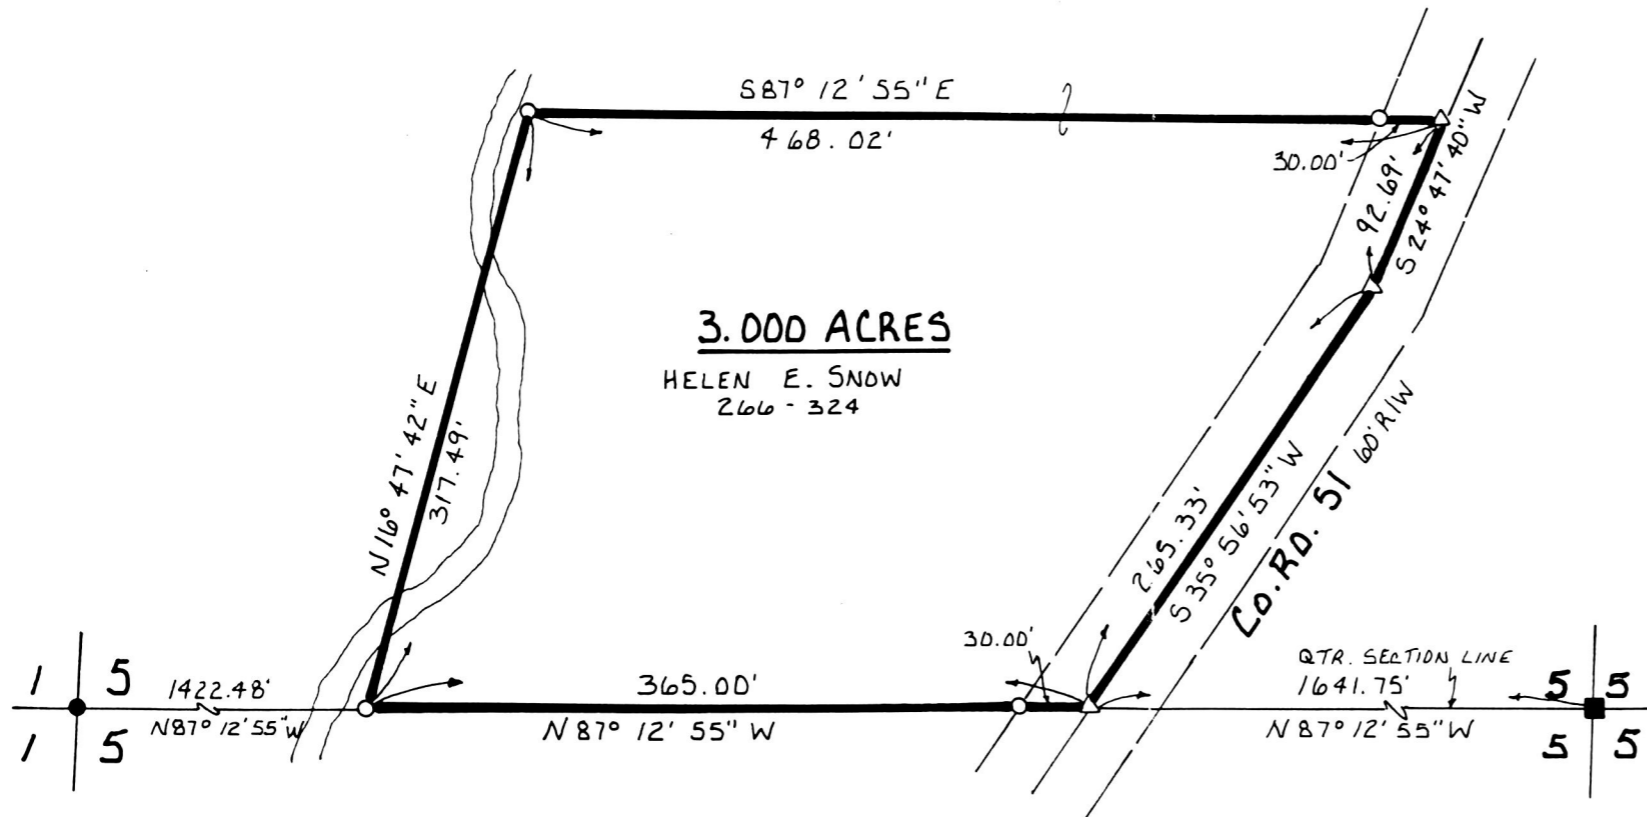 S87° 12' 55" E
468.02'
30.00'
92.69'
S 24° 47' 40" W
3.000 ACRES
HELEN E. SNOW
266 - 324
N 16° 47' 42" E
317.49'
265.33'
S 35° 56' 53" W
CO. RD. 51 60' R/W
30.00'
1 5
1422.48'
N87° 12' 55" W
1 5
365.00'
N 87° 12' 55" W
QTR. SECTION LINE
1641.75'
N 87° 12' 55" W
5 5
5 5